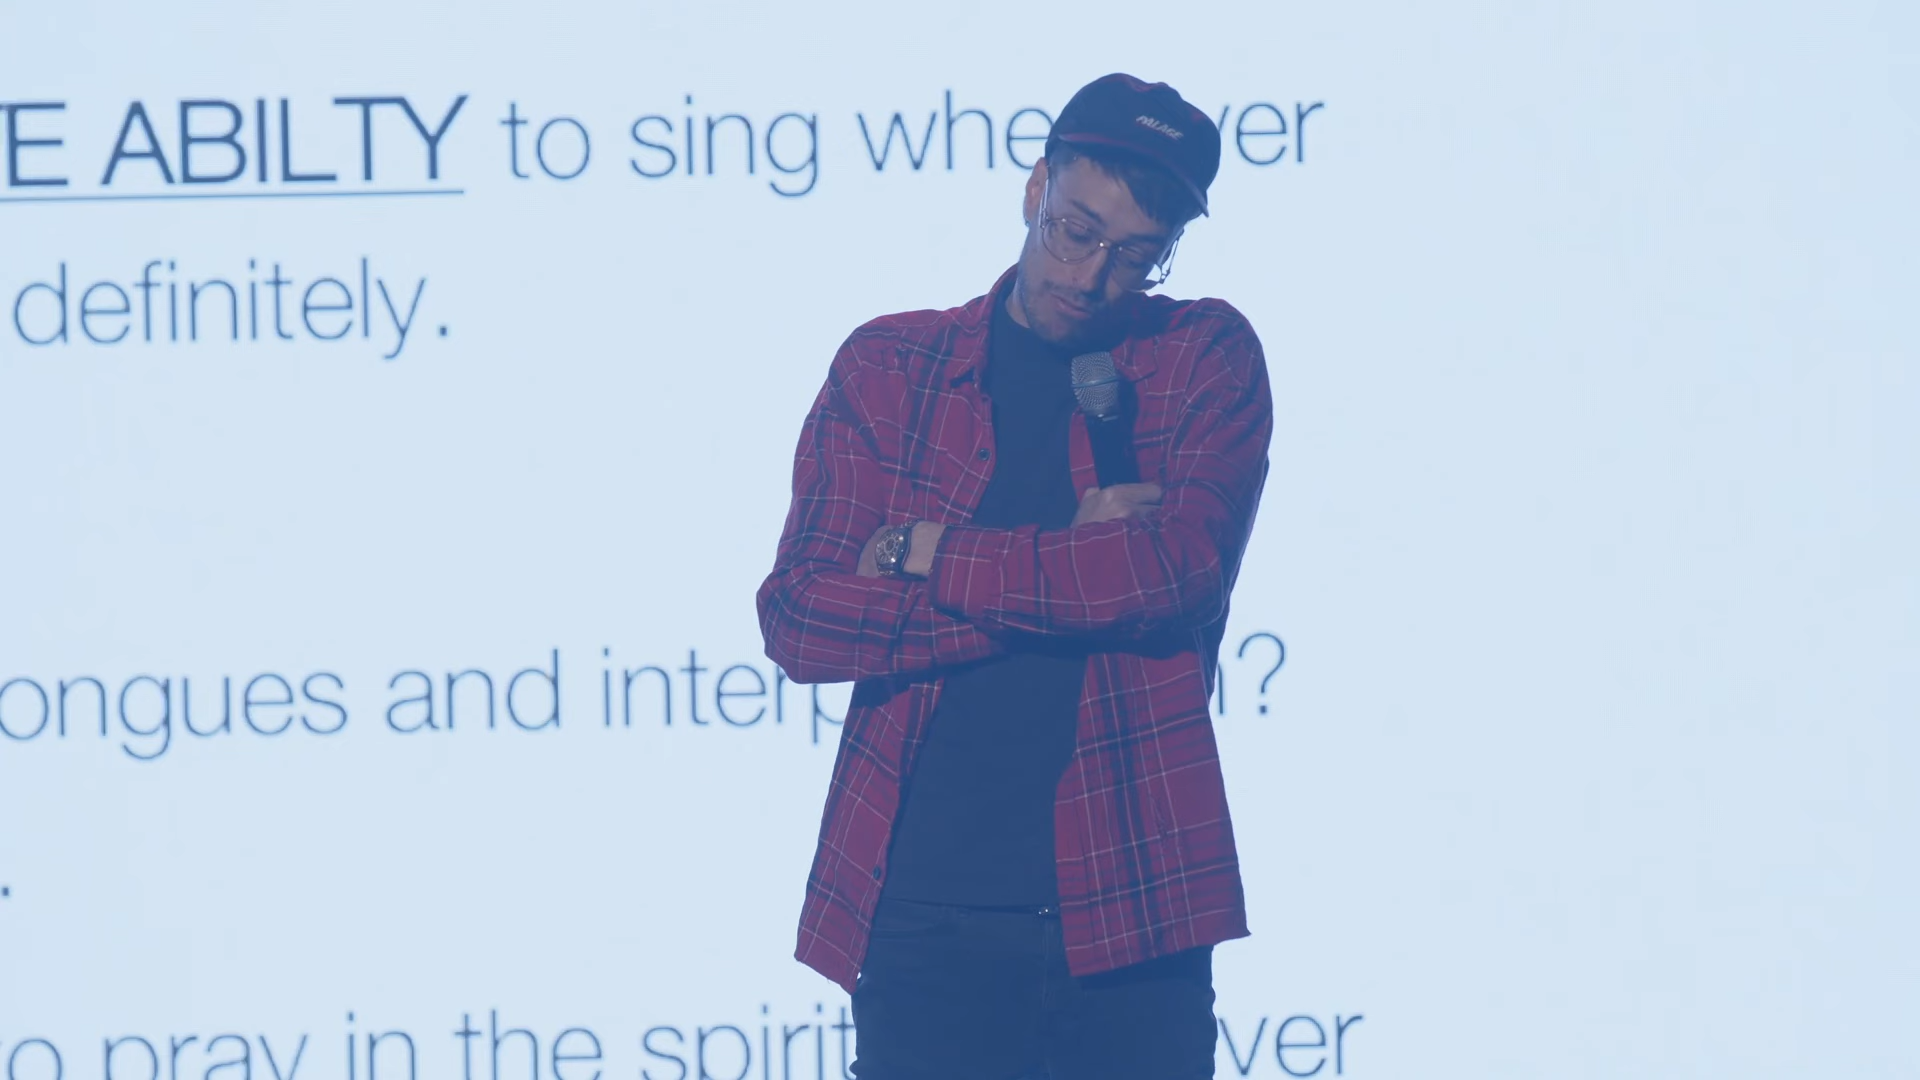 E ABILTY to sing whe ver
PALACE
definitely.
ongues and interp n?
.
o pray in the spirit ver